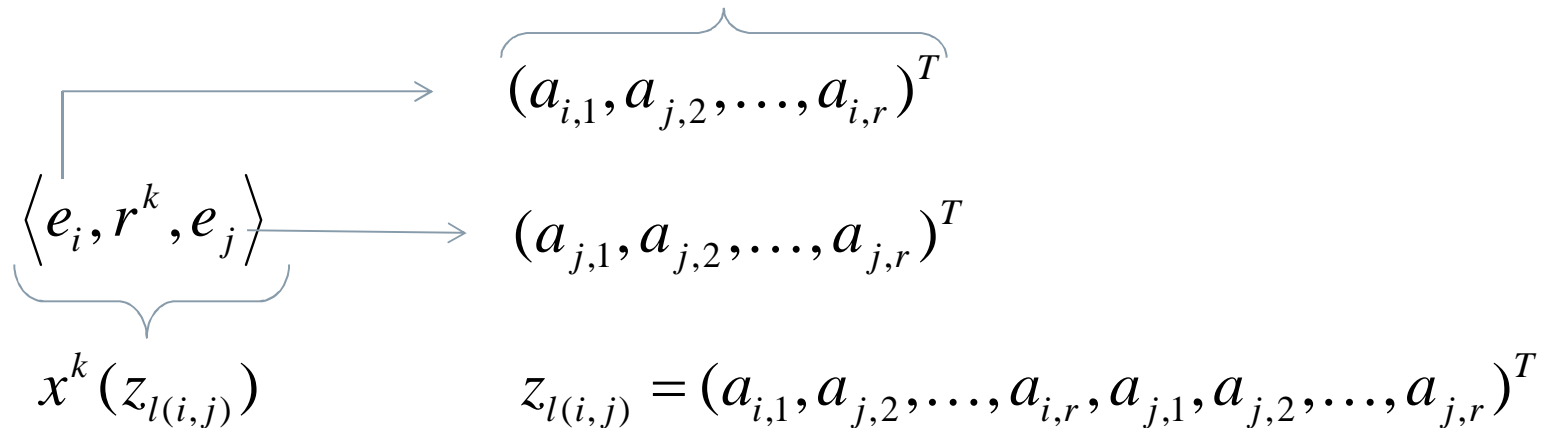 (a_{i,1}, a_{j,2}, ..., a_{i,r})^T
⟨e_i, r^k, e_j⟩
(a_{j,1}, a_{j,2}, ..., a_{j,r})^T
x^k(z_{l(i,j)})
z_{l(i,j)} = (a_{i,1}, a_{j,2}, ..., a_{i,r}, a_{j,1}, a_{j,2}, ..., a_{j,r})^T